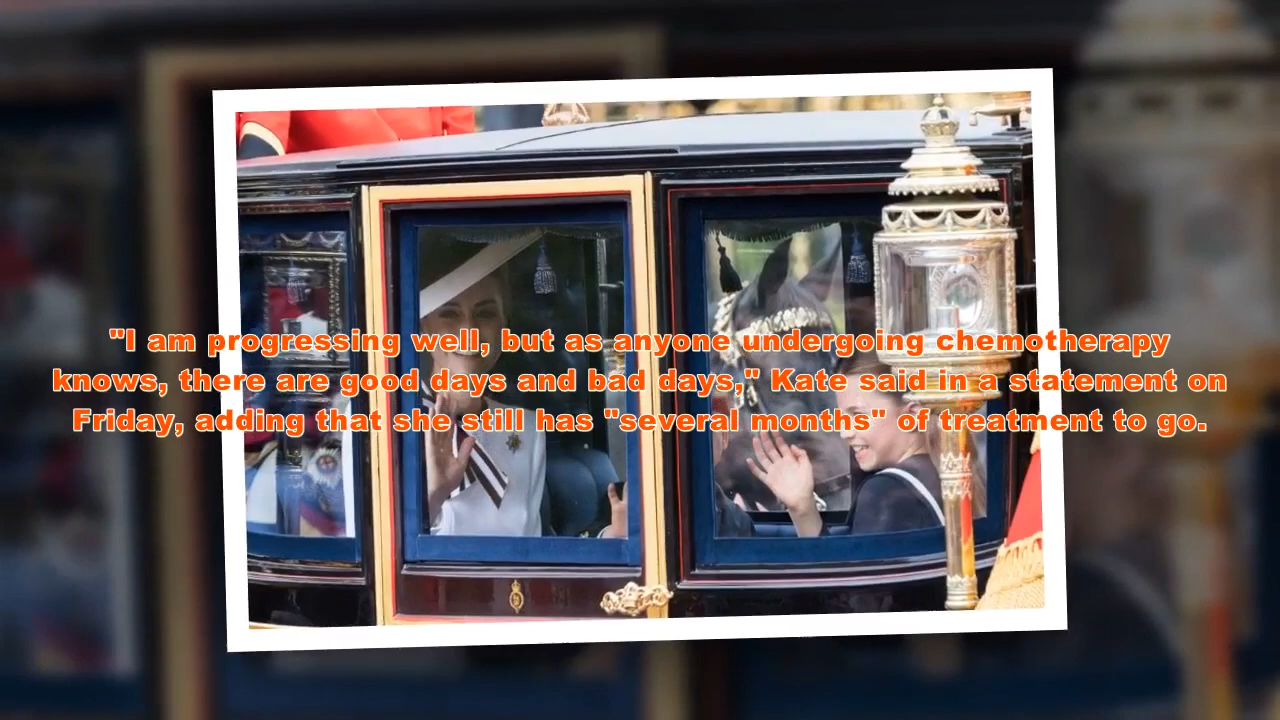 "I am progressing well, but as anyone undergoing chemotherapy
knows, there are good days and bad days," Kate said in a statement on
Friday, adding that she still has "several months" of treatment to go.